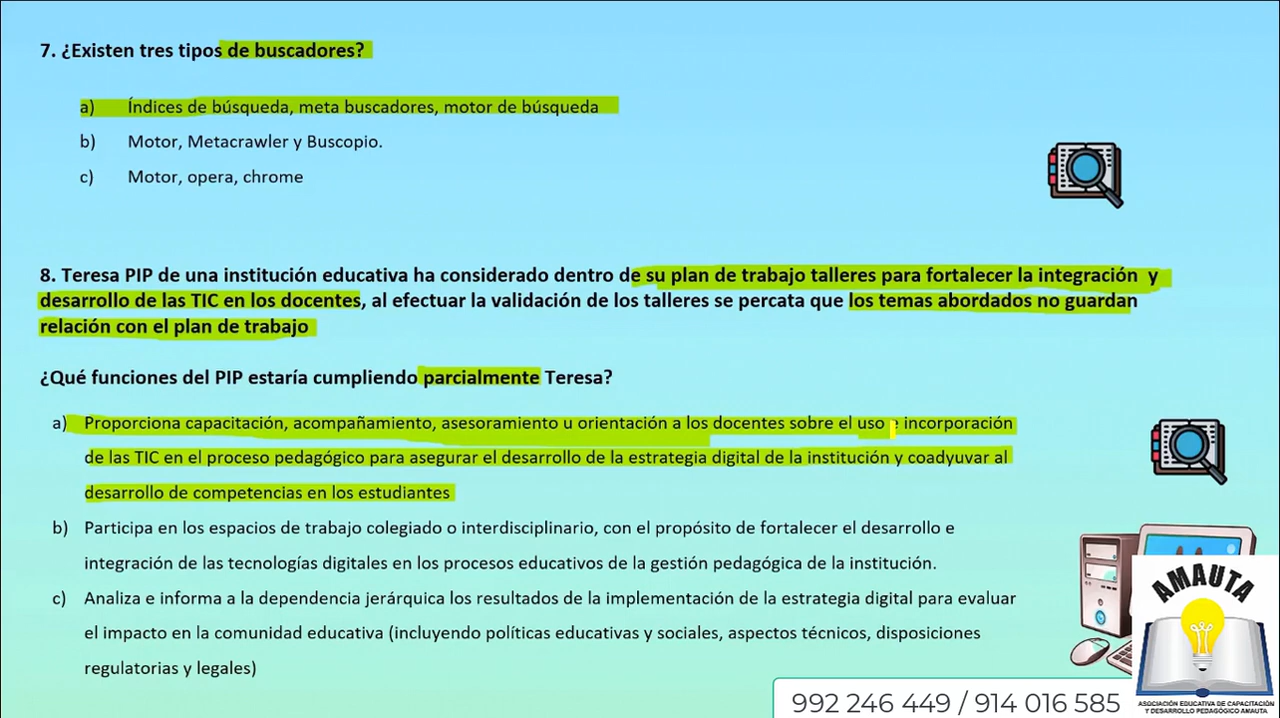 7. ¿Existen tres tipos de buscadores?
a) Índices de búsqueda, meta buscadores, motor de búsqueda
b) Motor, Metacrawler y Buscopio.
c) Motor, opera, chrome
8. Teresa PIP de una institución educativa ha considerado dentro de su plan de trabajo talleres para fortalecer la integración y
desarrollo de las TIC en los docentes, al efectuar la validación de los talleres se percata que los temas abordados no guardan
relación con el plan de trabajo
¿Qué funciones del PIP estaría cumpliendo parcialmente Teresa?
a) Proporciona capacitación, acompañamiento, asesoramiento u orientación a los docentes sobre el uso e incorporación
de las TIC en el proceso pedagógico para asegurar el desarrollo de la estrategia digital de la institución y coadyuvar al
desarrollo de competencias en los estudiantes
b) Participa en los espacios de trabajo colegiado o interdisciplinario, con el propósito de fortalecer el desarrollo e
integración de las tecnologías digitales en los procesos educativos de la gestión pedagógica de la institución.
c) Analiza e informa a la dependencia jerárquica los resultados de la implementación de la estrategia digital para evaluar
el impacto en la comunidad educativa (incluyendo políticas educativas y sociales, aspectos técnicos, disposiciones
regulatorias y legales)
AMAUTA
992 246 449 / 914 016 585
ASOCIACIÓN EDUCATIVA DE CAPACITACIÓN
Y DESARROLLO PEDAGÓGICO AMAUTA